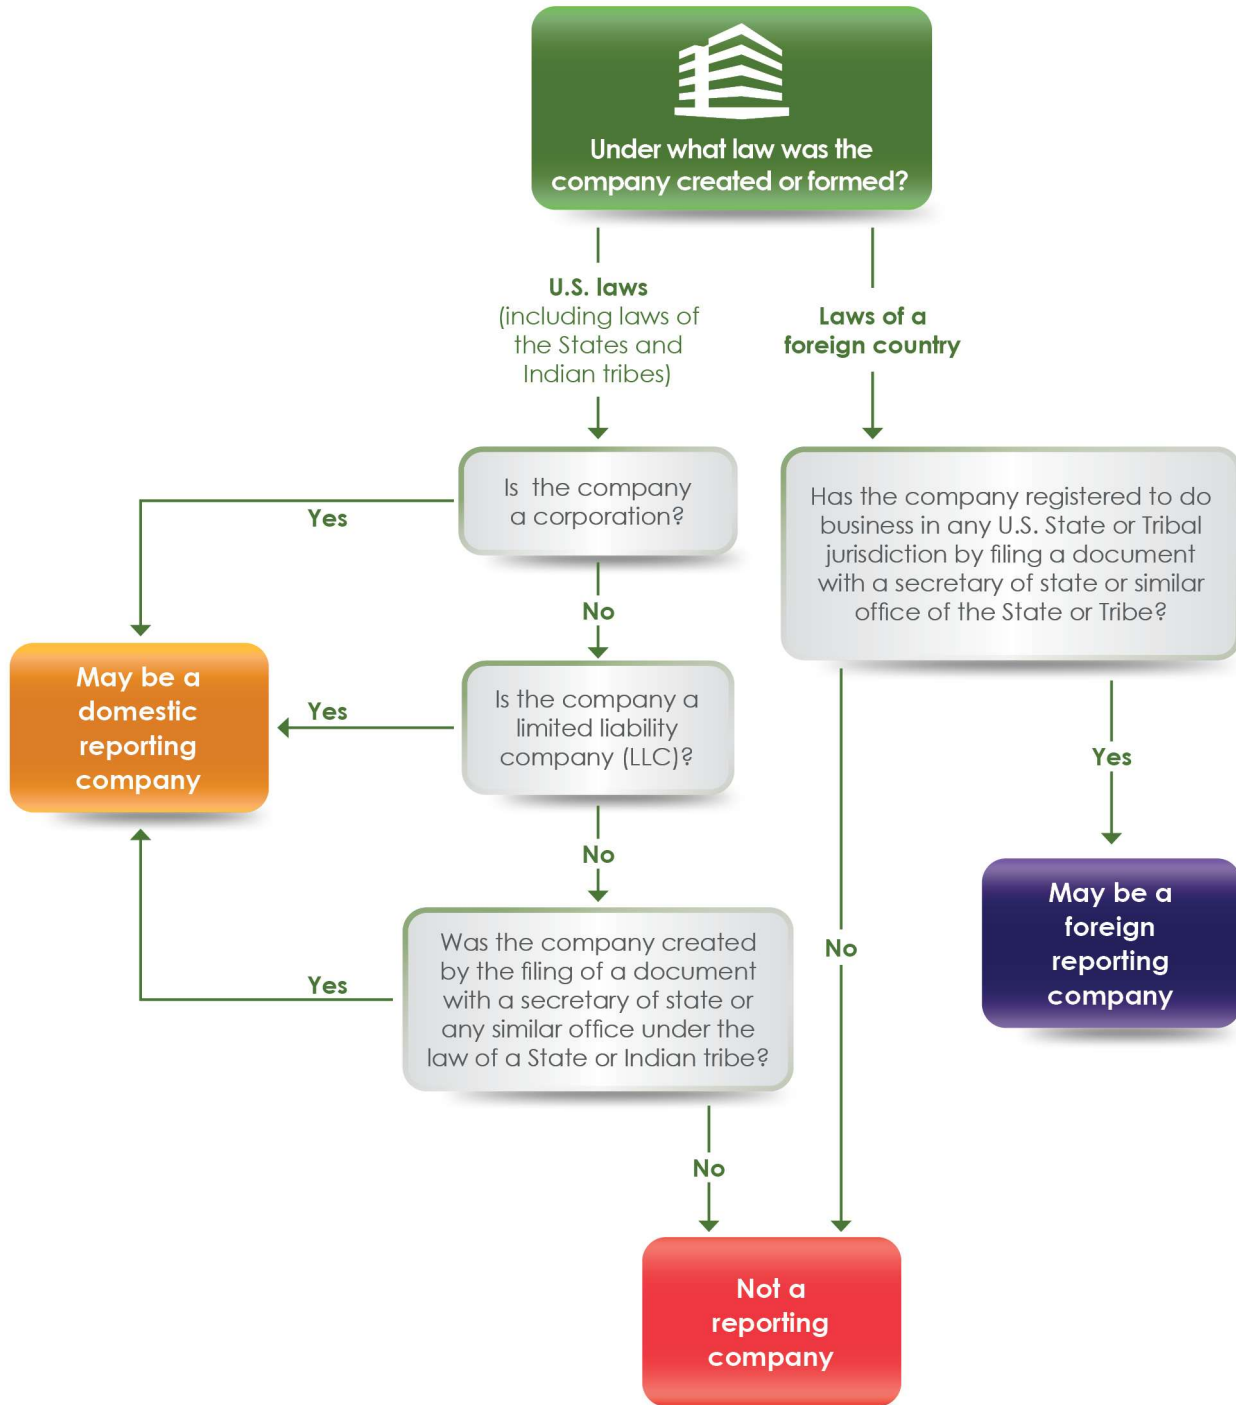 Under what law was the
company created or formed?
U.S. laws
(including laws of
the States and
Indian tribes)
Laws of a
foreign country
Is the company
a corporation?
Yes
No
Has the company registered to do
business in any U.S. State or Tribal
jurisdiction by filing a document
with a secretary of state or similar
office of the State or Tribe?
May be a
domestic
reporting
company
Yes
Is the company a
limited liability
company (LLC)?
No
Yes
May be a
foreign
reporting
company
Was the company created
by the filing of a document
with a secretary of state or
any similar office under the
law of a State or Indian tribe?
Yes
No
No
Not a
reporting
company